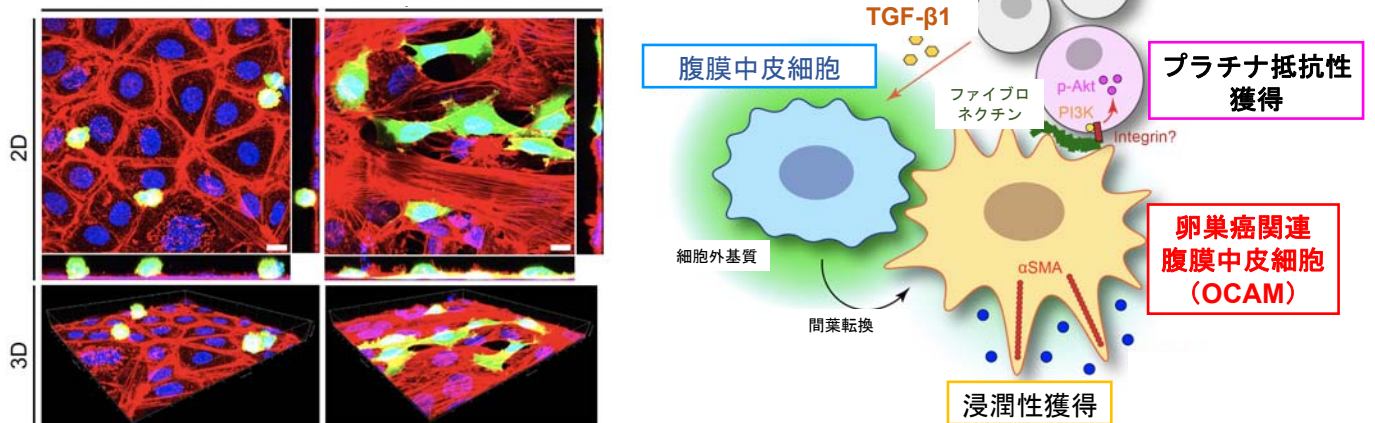 2D
3D
TGF-β1
腹膜中皮細胞
ファイブロ
ネクチン
p-Akt
PI3K
Integrin?
プラチナ抵抗性
獲得
細胞外基質
αSMA
間葉転換
卵巣癌関連
腹膜中皮細胞
（OCAM）
浸潤性獲得